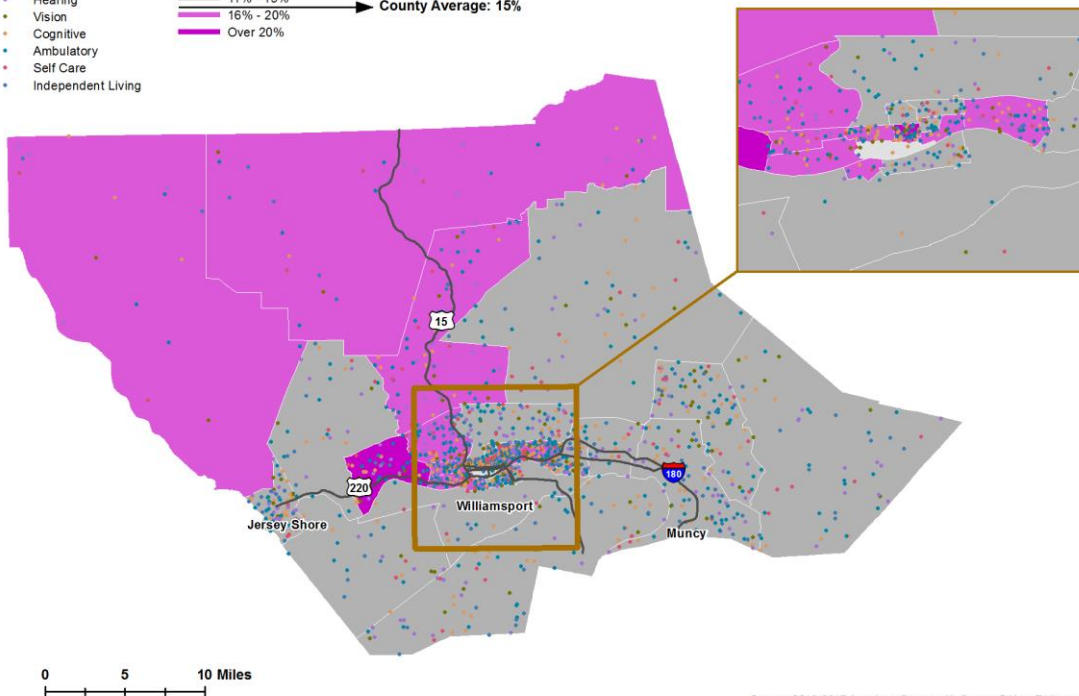 Hearing
Vision
Cognitive
Ambulatory
Self Care
Independent Living
16% - 20%
Over 20%
County Average: 15%
15
220
180
Jersey Shore
Williamsport
Muncy
0 5 10 Miles